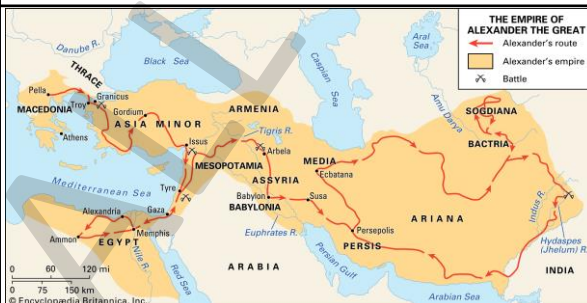 THE EMPIRE OF
ALEXANDER THE GREAT
Alexander's route
Alexander's empire
Battle
Danube R.
Black Sea
Caspian
Sea
Aral
Sea
Amu Darya
THRACE
Pella
MACEDONIA
Troy
Granicus
Gordium
ASIA MINOR
Athens
ARMENIA
SOGDIANA
BACTRIA
Issus
Tigris R.
Arbela
MESOPOTAMIA
MEDIA
Ecbatana
ASSYRIA
Mediterranean Sea
Tyre
Babylon
BABYLONIA
Susa
ARIANA
Indus R.
Alexandria
Gaza
Euphrates R.
Persepolis
PERSIS
Hydaspes
(Jhelum) R.
Ammon
EGYPT
Memphis
Nile R.
Red Sea
ARABIA
Persian Gulf
INDIA
Arabian Sea
0 60 120 mi
0 75 150 km
© Encyclopædia Britannica, Inc.